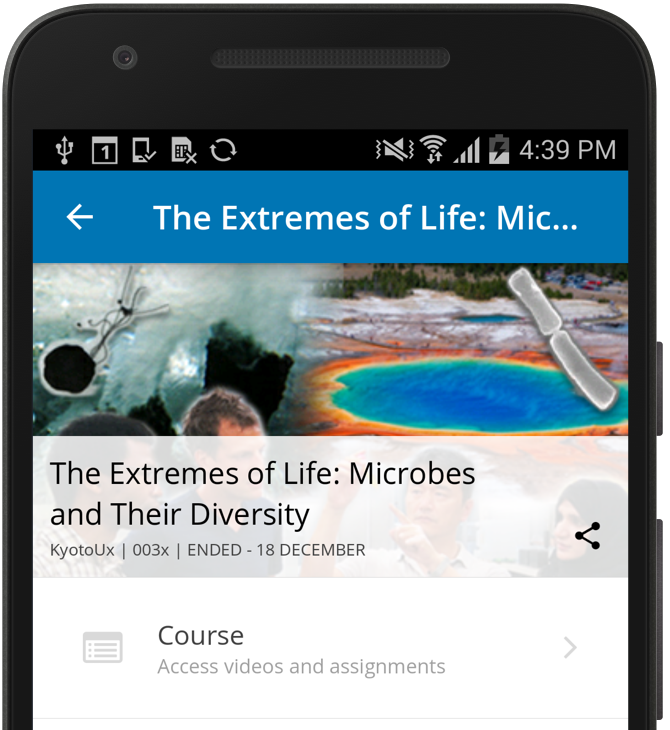 1
4:39 PM
The Extremes of Life: Mic...
The Extremes of Life: Microbes
and Their Diversity
KyotoUx | 003x | ENDED - 18 DECEMBER
Course
Access videos and assignments